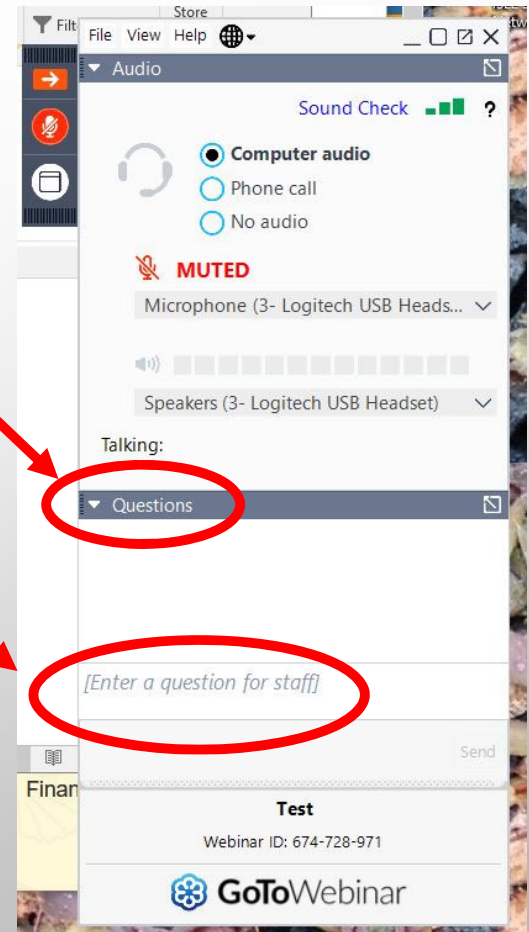 Store
Filt
File View Help
Audio
Sound Check ?
Computer audio
Phone call
No audio
MUTED
Microphone (3- Logitech USB Heads...
Speakers (3- Logitech USB Headset)
Talking:
Questions
[Enter a question for staff]
Send
Finan
Test
Webinar ID: 674-728-971
GoToWebinar